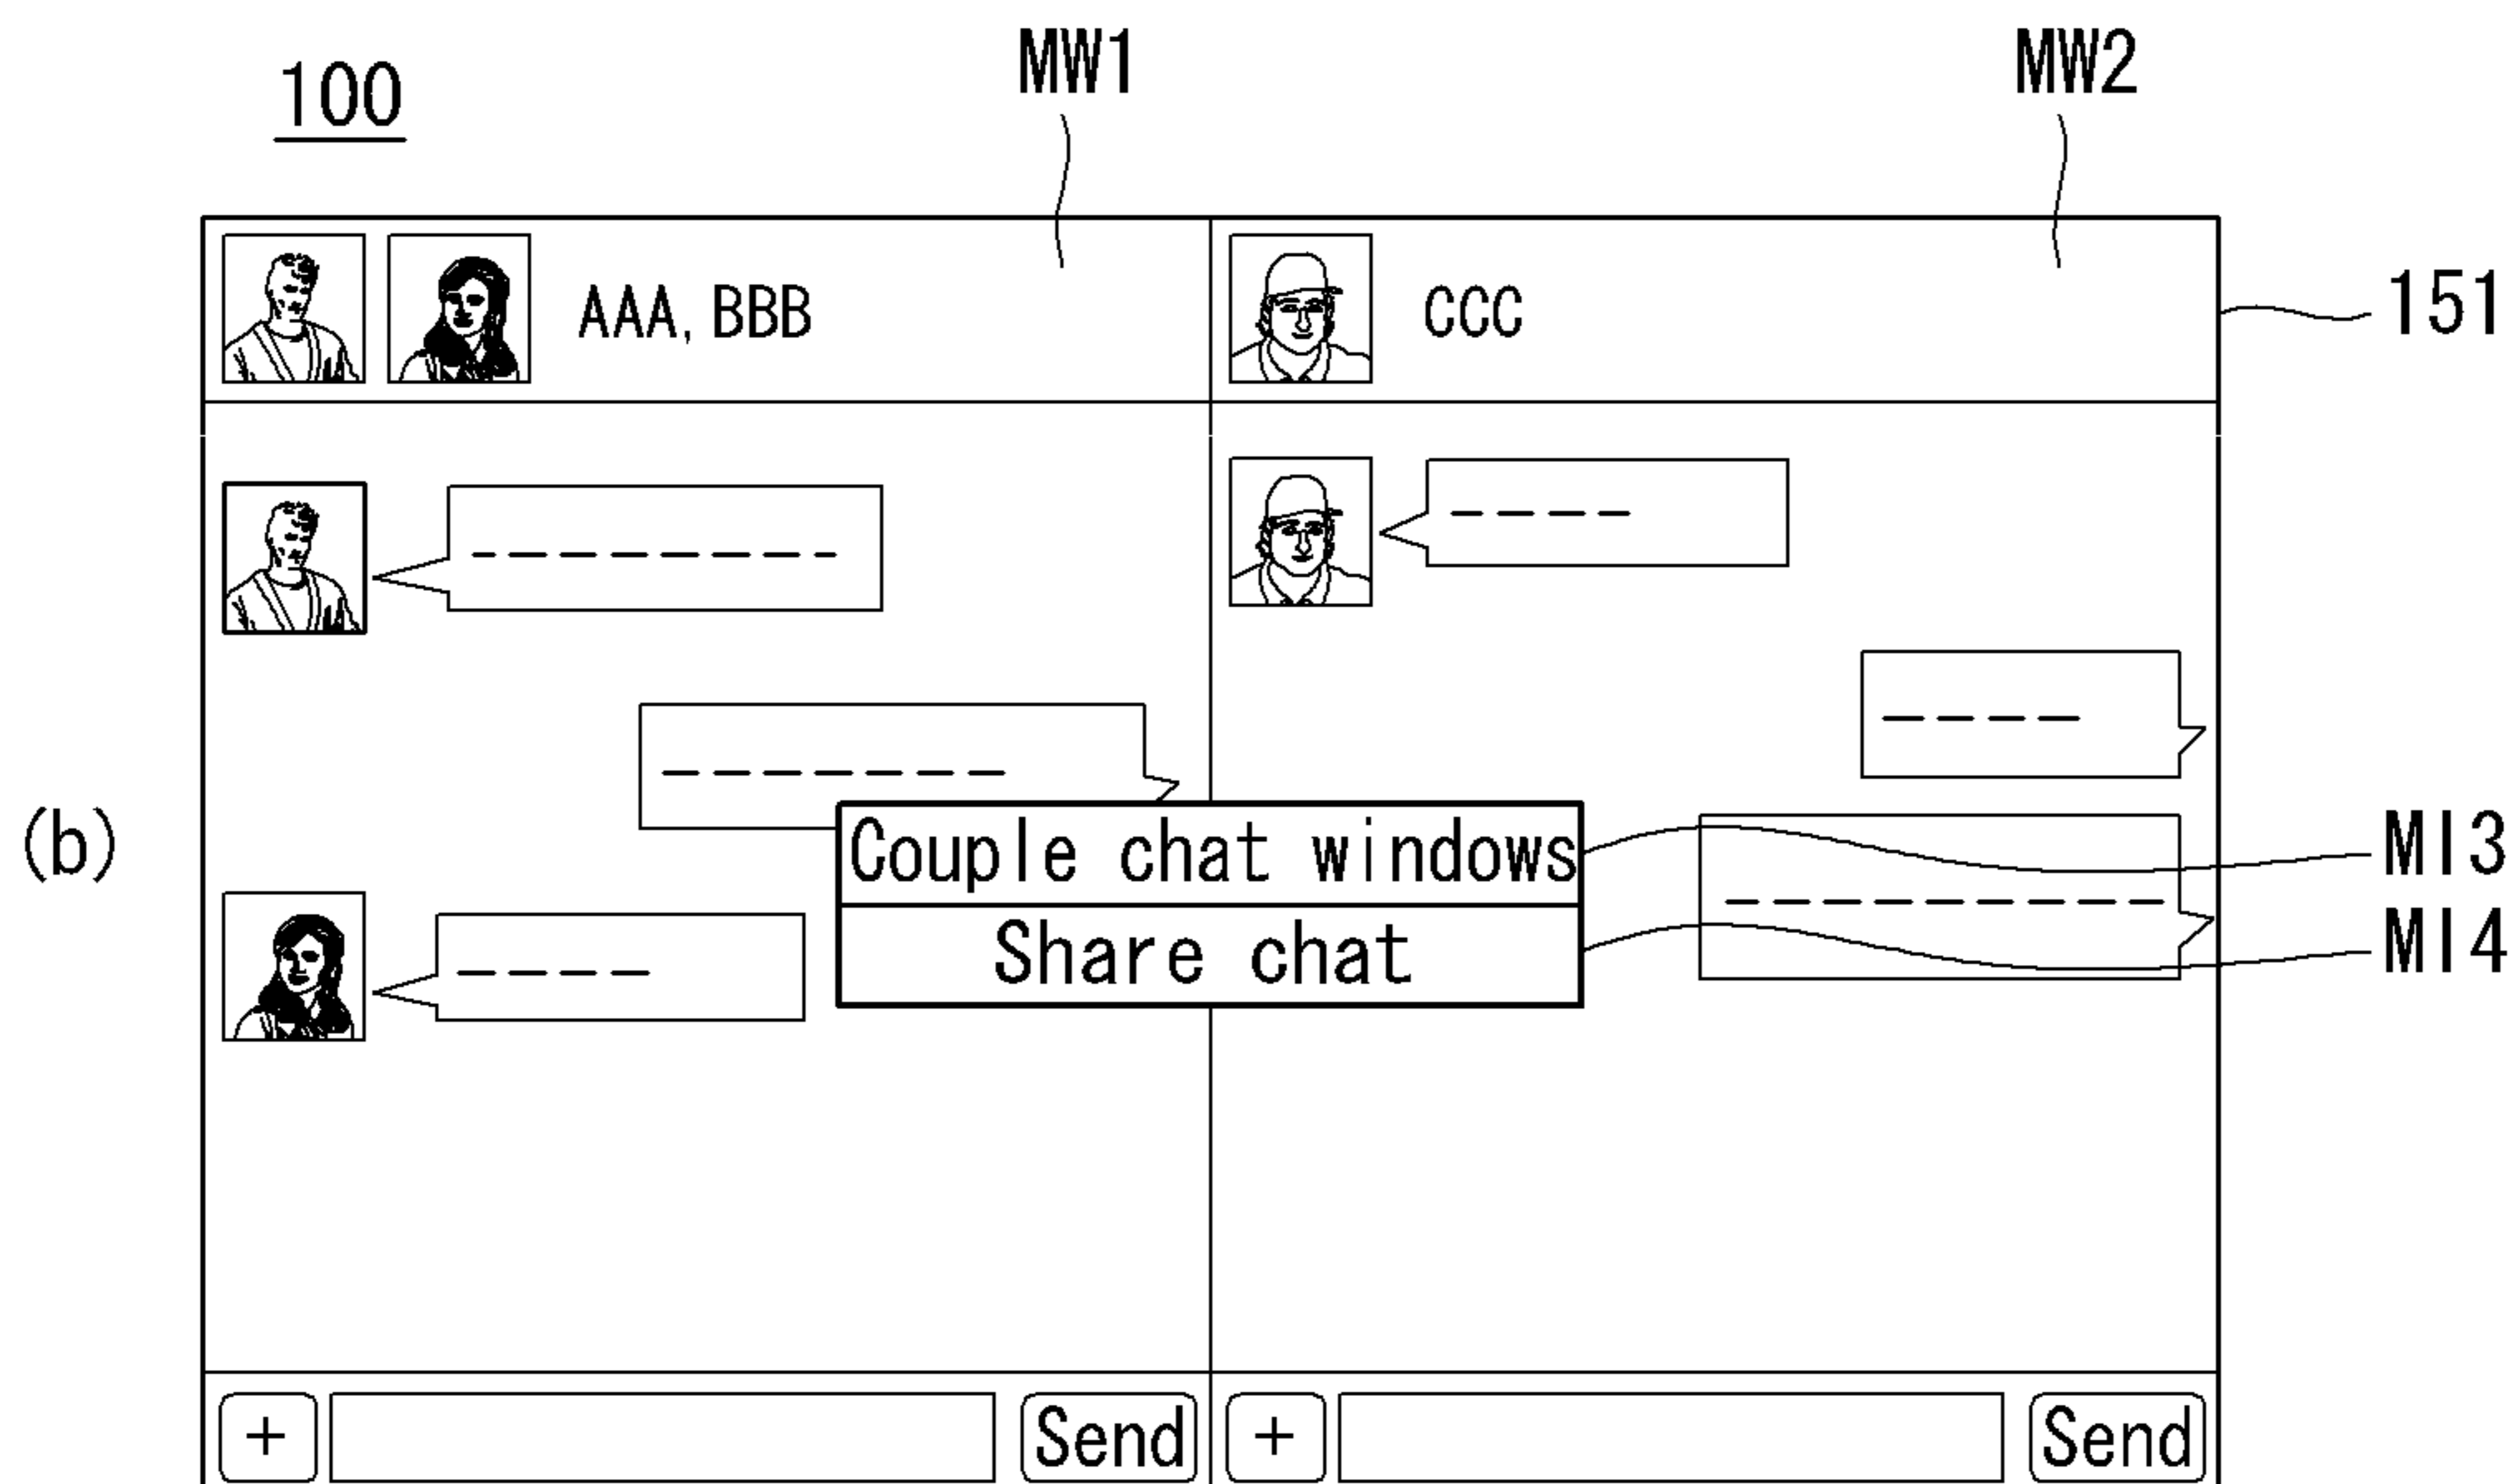 100
MW1
MW2
AAA, BBB
CCC
151
(b)
Couple chat windows
MI3
Share chat
MI4
+
Send
+
Send